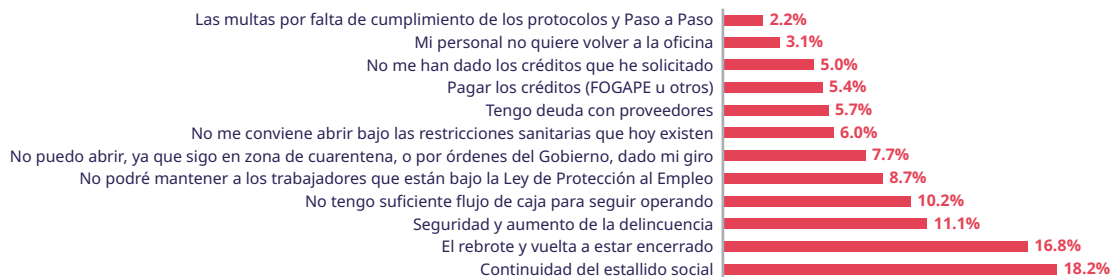 Las multas por falta de cumplimiento de los protocolos y Paso a Paso 2.2%
Mi personal no quiere volver a la oficina 3.1%
No me han dado los créditos que he solicitado 5.0%
Pagar los créditos (FOGAPE u otros) 5.4%
Tengo deuda con proveedores 5.7%
No me conviene abrir bajo las restricciones sanitarias que hoy existen 6.0%
No puedo abrir, ya que sigo en zona de cuarentena, o por órdenes del Gobierno, dado mi giro 7.7%
No podré mantener a los trabajadores que están bajo la Ley de Protección al Empleo 8.7%
No tengo suficiente flujo de caja para seguir operando 10.2%
Seguridad y aumento de la delincuencia 11.1%
El rebrote y vuelta a estar encerrado 16.8%
Continuidad del estallido social 18.2%